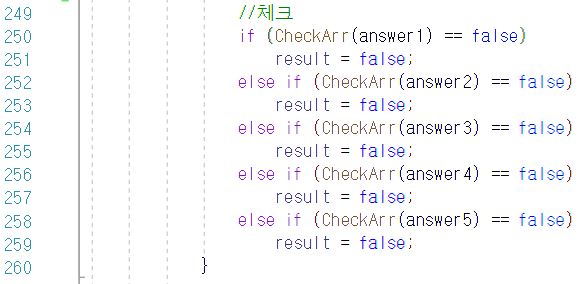 249 //체크
250 if (CheckArr(answer1) == false)
251 result = false;
252 else if (CheckArr(answer2) == false)
253 result = false;
254 else if (CheckArr(answer3) == false)
255 result = false;
256 else if (CheckArr(answer4) == false)
257 result = false;
258 else if (CheckArr(answer5) == false)
259 result = false;
260 }